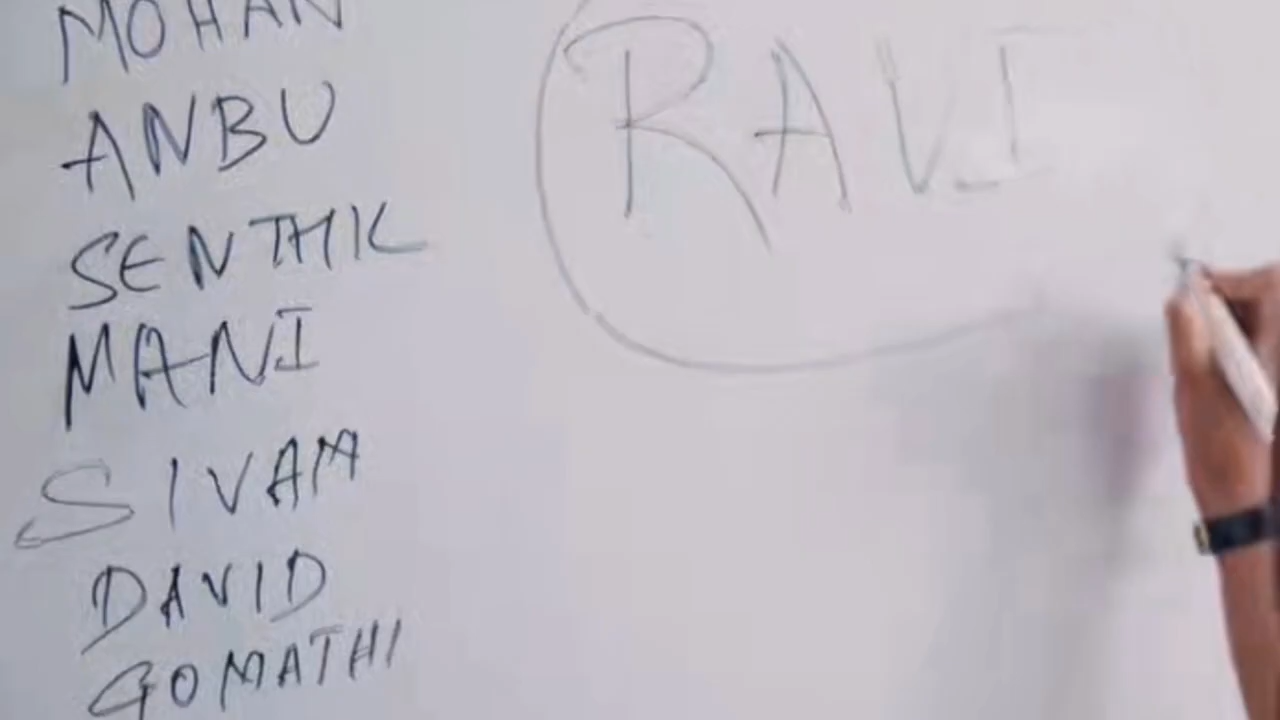 MOHAN
ANBU
SENTHIL
MANI
SIVAM
DAVID
GOMATHI
RAVI